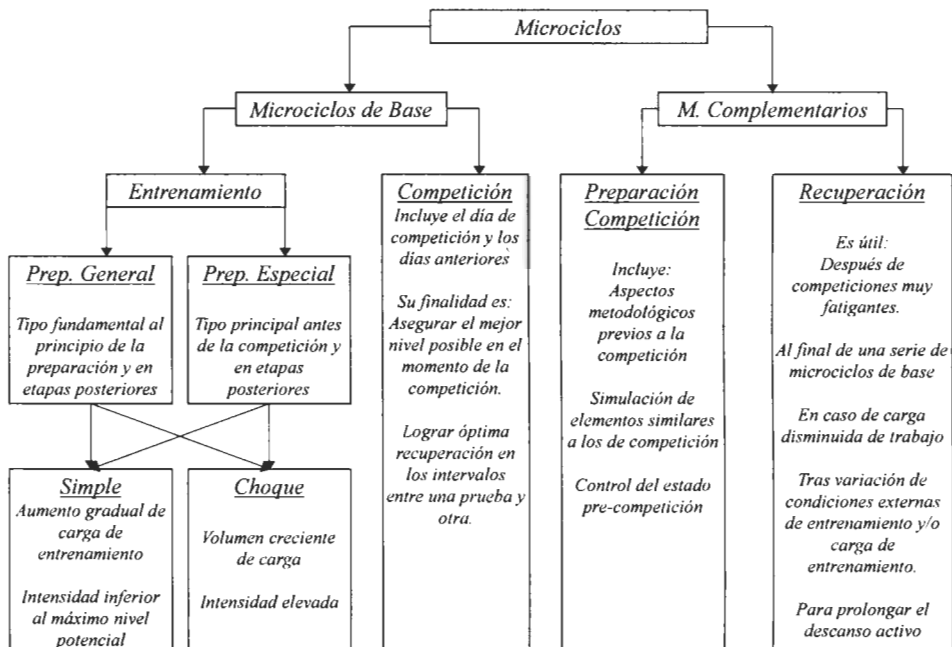 Microciclos
Microciclos de Base
M. Complementarios
Entrenamiento
Prep. General
Tipo fundamental al
principio de la
preparación y en
etapas posteriores
Prep. Especial
Tipo principal antes
de la competición y
en etapas
posteriores
Simple
Aumento gradual de
carga de
entrenamiento
Intensidad inferior
al máximo nivel
potencial
Choque
Volumen creciente
de carga
Intensidad elevada
Competición
Incluye el día de
competición y los
días anteriores
Su finalidad es:
Asegurar el mejor
nivel posible en el
momento de la
competición.
Lograr óptima
recuperación en
los intervalos
entre una prueba y
otra.
Preparación
Competición
Incluye:
Aspectos
metodológicos
previos a la
competición
Simulación de
elementos similares
a los de competición
Control del estado
pre-competición
Recuperación
Es útil:
Después de
competiciones muy
fatigantes.
Al final de una serie de
microciclos de base
En caso de carga
disminuida de trabajo
Tras variación de
condiciones externas
de entrenamiento y/o
carga de
entrenamiento.
Para prolongar el
descanso activo